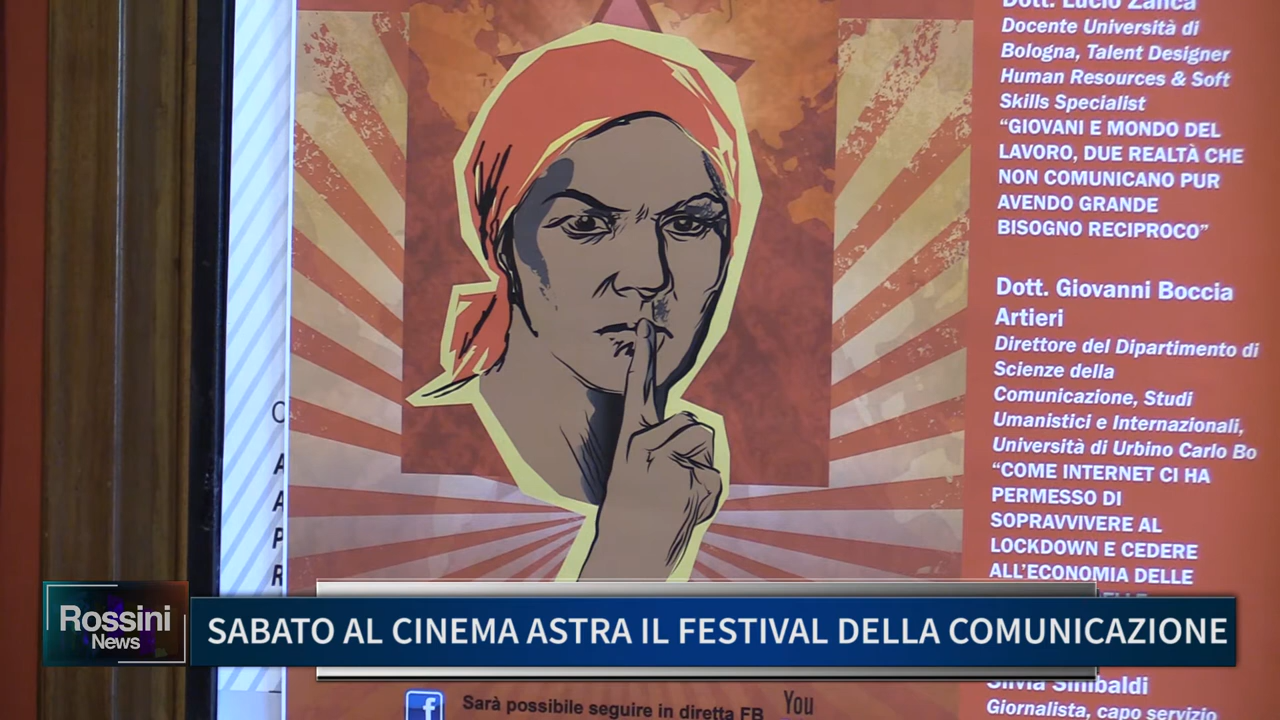 Dott. Lucio Zanca
Docente Università di
Bologna, Talent Designer
Human Resources & Soft
Skills Specialist
“GIOVANI E MONDO DEL
LAVORO, DUE REALTÀ CHE
NON COMUNICANO PUR
AVENDO GRANDE
BISOGNO RECIPROCO”
Dott. Giovanni Boccia
Artieri
Direttore del Dipartimento di
Scienze della
Comunicazione, Studi
Umanistici e Internazionali,
Università di Urbino Carlo Bo
“COME INTERNET CI HA
PERMESSO DI
SOPRAVVIVERE AL
LOCKDOWN E CEDERE
ALL'ECONOMIA DELLE
Silvia Sinibaldi
Giornalista, capo servizio
Rossini
News
SABATO AL CINEMA ASTRA IL FESTIVAL DELLA COMUNICAZIONE
f
Sarà possibile seguire in diretta FB
You